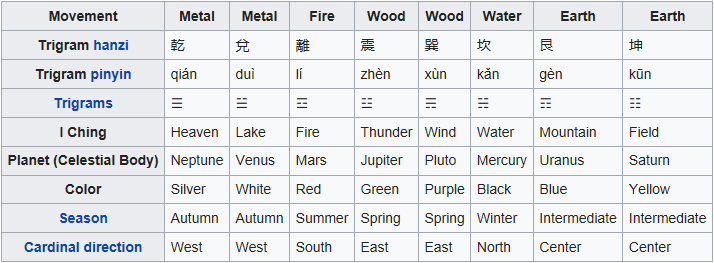 Movement Metal Metal Fire Wood Wood Water Earth Earth
Trigram hanzi 乾 兌 離 震 巽 坎 艮 坤
Trigram pinyin qián duì lí zhèn xùn kǎn gèn kūn
Trigrams ☰ ☱ ☲ ☳ ☴ ☵ ☶ ☷
I Ching Heaven Lake Fire Thunder Wind Water Mountain Field
Planet (Celestial Body) Neptune Venus Mars Jupiter Pluto Mercury Uranus Saturn
Color Silver White Red Green Purple Black Blue Yellow
Season Autumn Autumn Summer Spring Spring Winter Intermediate Intermediate
Cardinal direction West West South East East North Center Center